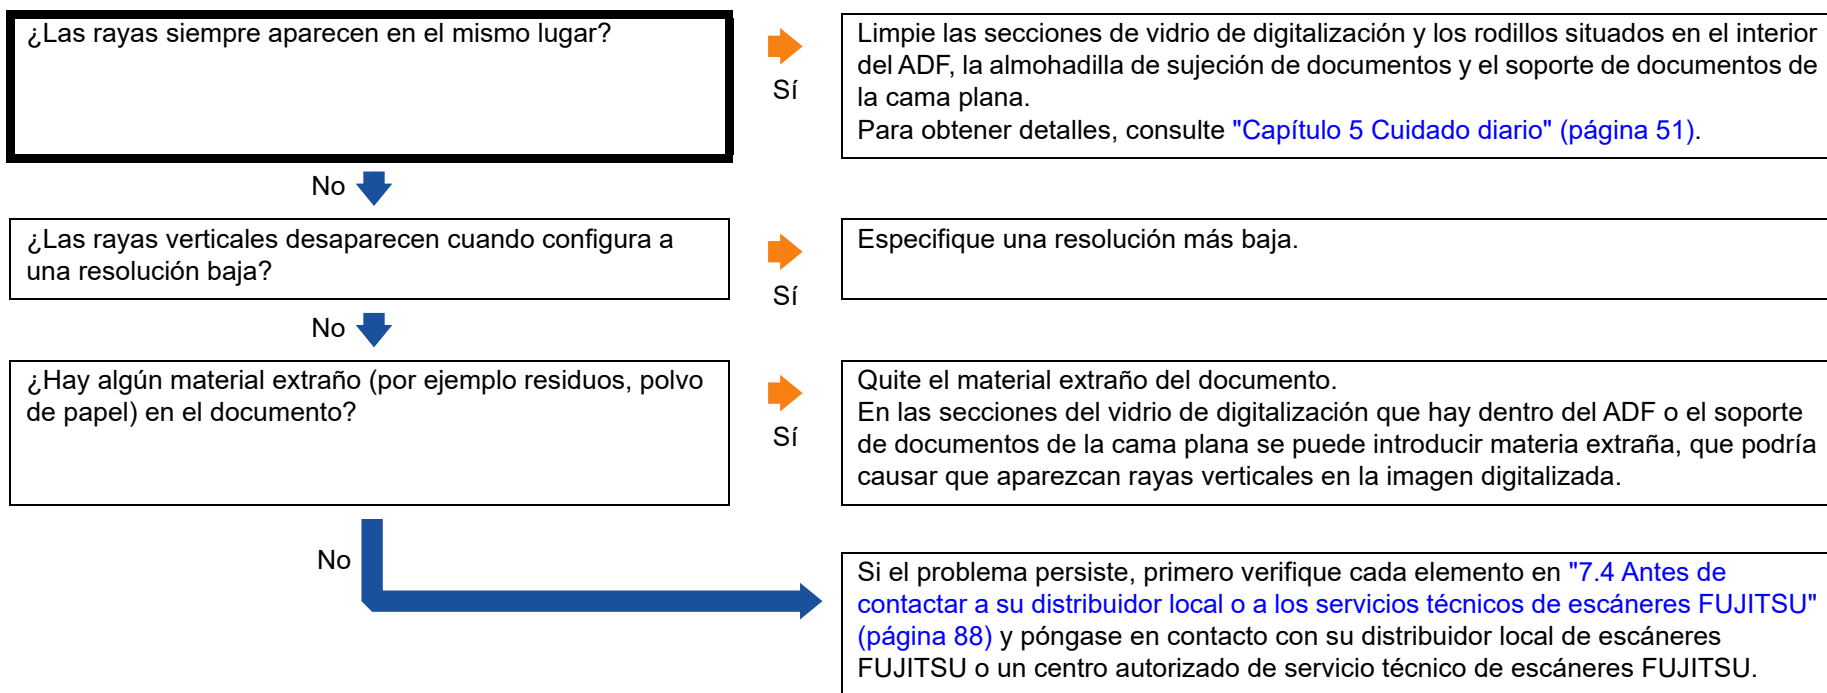 ¿Las rayas siempre aparecen en el mismo lugar?
Sí
Limpie las secciones de vidrio de digitalización y los rodillos situados en el interior
del ADF, la almohadilla de sujeción de documentos y el soporte de documentos de
la cama plana.
Para obtener detalles, consulte "Capítulo 5 Cuidado diario" (página 51).
No
¿Las rayas verticales desaparecen cuando configura a
una resolución baja?
Sí
Especifique una resolución más baja.
No
¿Hay algún material extraño (por ejemplo residuos, polvo
de papel) en el documento?
Sí
Quite el material extraño del documento.
En las secciones del vidrio de digitalización que hay dentro del ADF o el soporte
de documentos de la cama plana se puede introducir materia extraña, que podría
causar que aparezcan rayas verticales en la imagen digitalizada.
No
Si el problema persiste, primero verifique cada elemento en "7.4 Antes de
contactar a su distribuidor local o a los servicios técnicos de escáneres FUJITSU"
(página 88) y póngase en contacto con su distribuidor local de escáneres
FUJITSU o un centro autorizado de servicio técnico de escáneres FUJITSU.